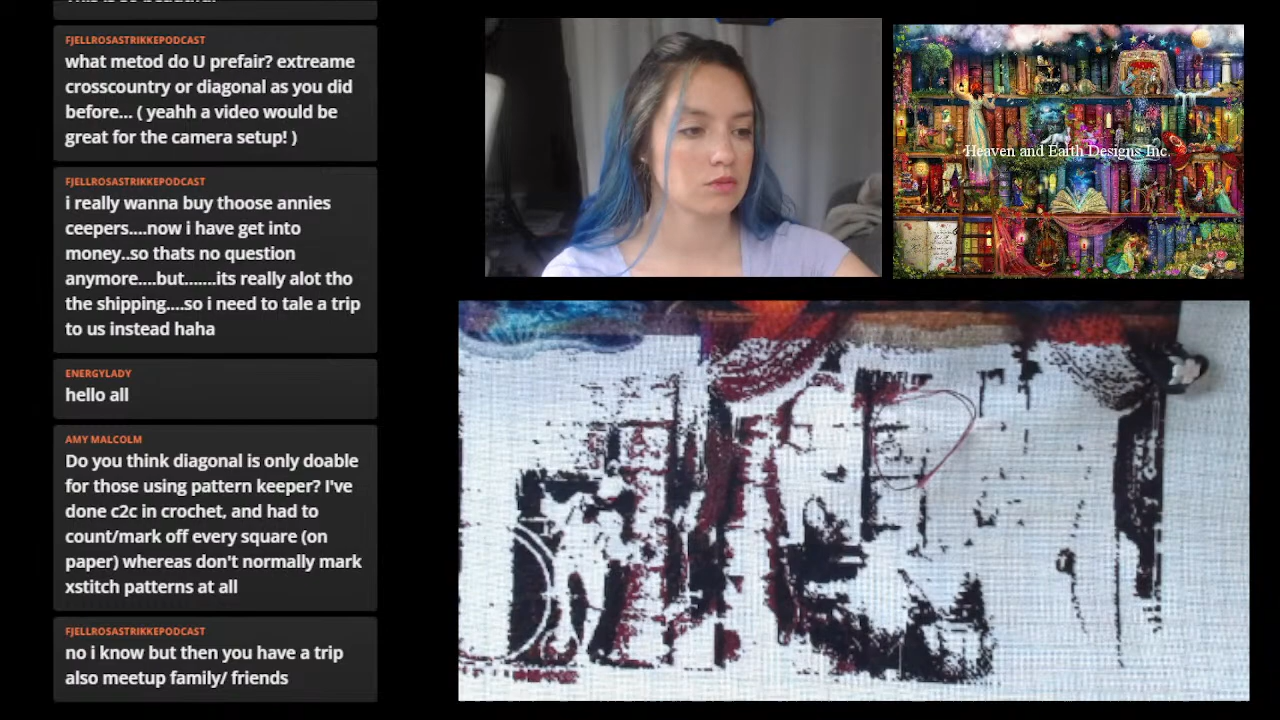 FJELLROSASTRIKKEPODCAST
what metod do U prefair? extreame
crosscountry or diagonal as you did
before... ( yeahh a video would be
great for the camera setup! )
FJELLROSASTRIKKEPODCAST
i really wanna buy thoose annies
ceepers....now i have get into
money..so thats no question
anymore....but.......its really alot tho
the shipping....so i need to tale a trip
to us instead haha
ENERGYLADY
hello all
AMY MALCOLM
Do you think diagonal is only doable
for those using pattern keeper? I've
done c2c in crochet, and had to
count/mark off every square (on
paper) whereas don't normally mark
xstitch patterns at all
FJELLROSASTRIKKEPODCAST
no i know but then you have a trip
also meetup family/ friends
Heaven and Earth Designs Inc.